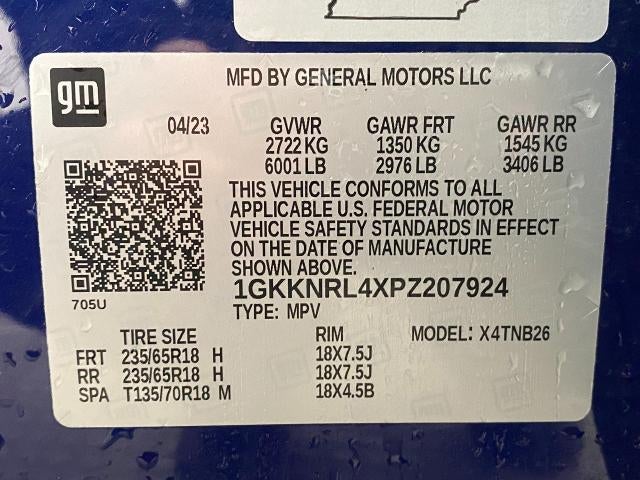 gm
MFD BY GENERAL MOTORS LLC
04/23 GVWR GAWR FRT GAWR RR
2722 KG 1350 KG 1545 KG
6001 LB 2976 LB 3406 LB
THIS VEHICLE CONFORMS TO ALL
APPLICABLE U.S. FEDERAL MOTOR
VEHICLE SAFETY STANDARDS IN EFFECT
ON THE DATE OF MANUFACTURE
SHOWN ABOVE.
1GKKNRL4XPZ207924
705U
TYPE: MPV
TIRE SIZE RIM MODEL: X4TNB26
FRT 235/65R18 H 18X7.5J
RR 235/65R18 H 18X7.5J
SPA T135/70R18 M 18X4.5B